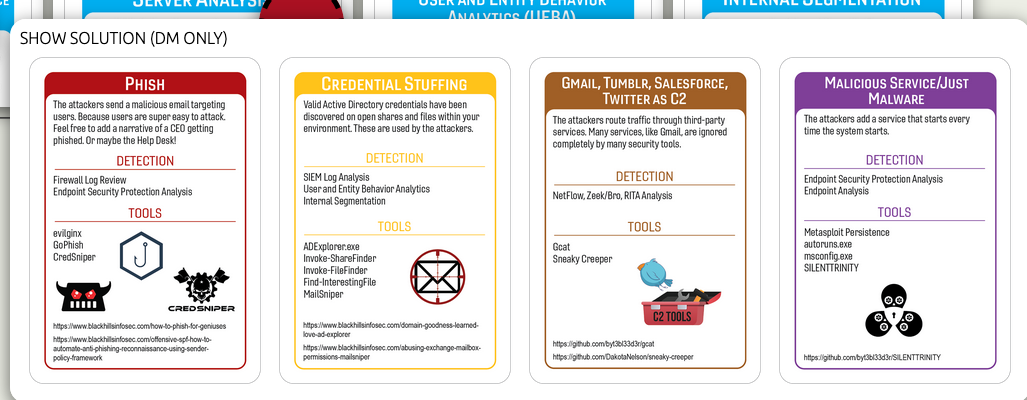 SERVER ANALYSIS
USER AND ENTITY BEHAVIOR
ANALYTICS (UEBA)
INTERNAL SEGMENTATION
SHOW SOLUTION (DM ONLY)
PHISH
The attackers send a malicious email targeting
users. Because users are super easy to attack.
Feel free to add a narrative of a CEO getting
phished. Or maybe the Help Desk!
DETECTION
Firewall Log Review
Endpoint Security Protection Analysis
TOOLS
evilginx
GoPhish
CredSniper
CREDSNIPER
https://www.blackhillsinfosec.com/how-to-phish-for-geniuses
https://www.blackhillsinfosec.com/offensive-spf-how-to-
automate-anti-phishing-reconnaissance-using-sender-
policy-framework
CREDENTIAL STUFFING
Valid Active Directory credentials have been
discovered on open shares and files within your
environment. These are used by the attackers.
DETECTION
SIEM Log Analysis
User and Entity Behavior Analytics
Internal Segmentation
TOOLS
ADExplorer.exe
Invoke-ShareFinder
Invoke-FileFinder
Find-InterestingFile
MailSniper
https://www.blackhillsinfosec.com/domain-goodness-learned-
love-ad-explorer
https://www.blackhillsinfosec.com/abusing-exchange-mailbox-
permissions-mailsniper
GMAIL, TUMBLR, SALESFORCE,
TWITTER AS C2
The attackers route traffic through third-party
services. Many services, like Gmail, are ignored
completely by many security tools.
DETECTION
NetFlow, Zeek/Bro, RITA Analysis
TOOLS
Gcat
Sneaky Creeper
C2 TOOLS
https://github.com/byt3bl33d3r/gcat
https://github.com/DakotaNelson/sneaky-creeper
MALICIOUS SERVICE/JUST
MALWARE
The attackers add a service that starts every
time the system starts.
DETECTION
Endpoint Security Protection Analysis
Endpoint Analysis
TOOLS
Metasploit Persistence
autoruns.exe
msconfig.exe
SILENTTRINITY
https://github.com/byt3bl33d3r/SILENTTRINITY